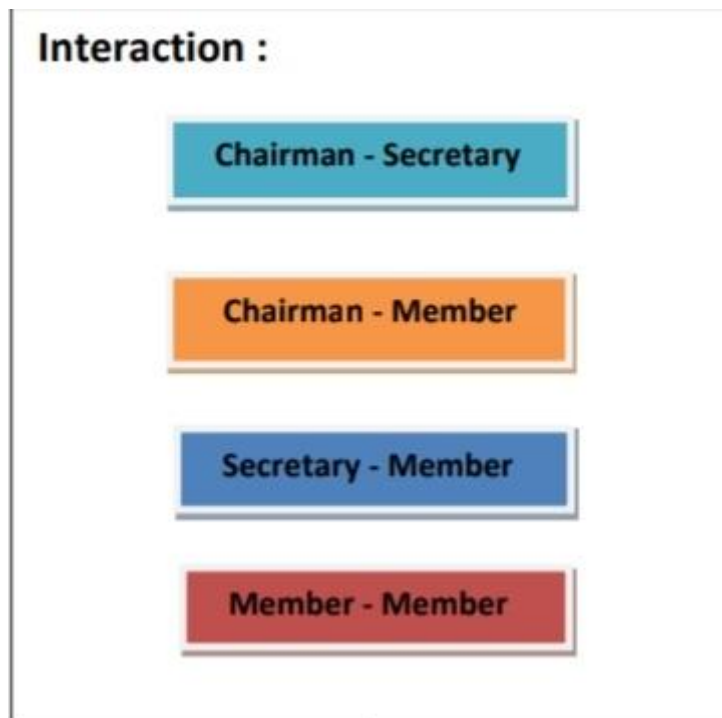 Interaction :
Chairman - Secretary
Chairman - Member
Secretary - Member
Member - Member